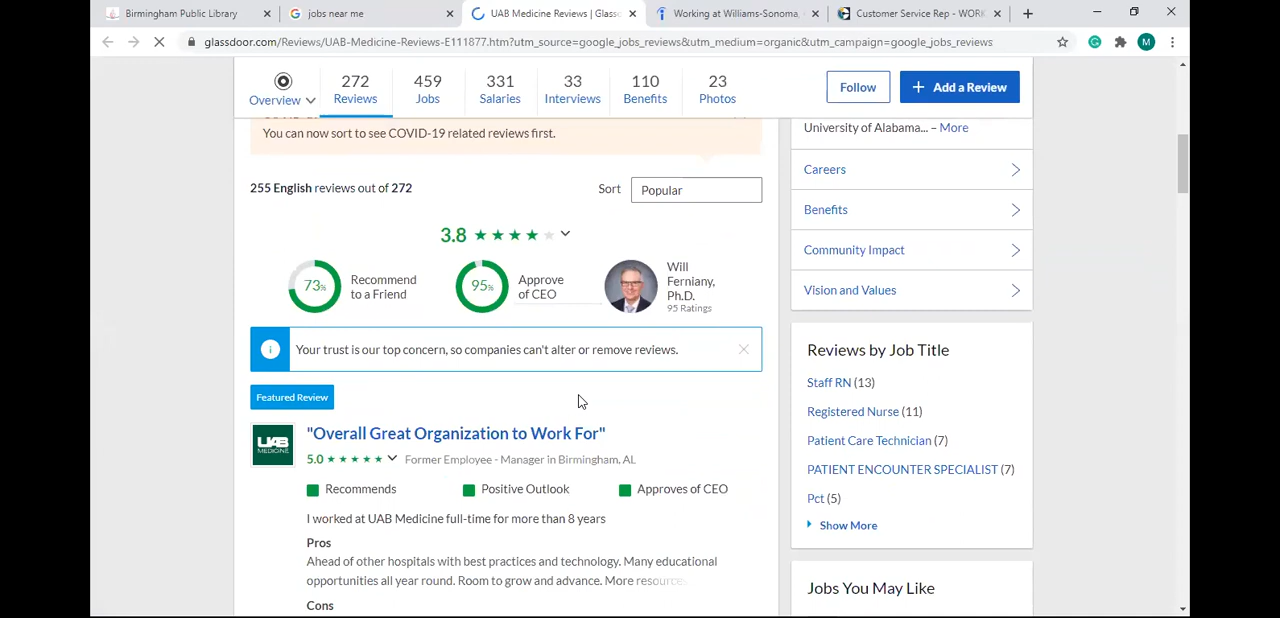 Birmingham Public Library
jobs near me
UAB Medicine Reviews | Glass
Working at Williams-Sonoma,
Customer Service Rep - WORK
glassdoor.com/Reviews/UAB-Medicine-Reviews-E111877.htm?utm_source=google_jobs_reviews&utm_medium=organic&utm_campaign=google_jobs_reviews
M
Overview
272
Reviews
459
Jobs
331
Salaries
33
Interviews
110
Benefits
23
Photos
Follow
+ Add a Review
You can now sort to see COVID-19 related reviews first.
255 English reviews out of 272
Sort
Popular
3.8
73%
Recommend
to a Friend
95%
Approve
of CEO
Will
Ferniany,
Ph.D.
95 Ratings
Your trust is our top concern, so companies can't alter or remove reviews.
Featured Review
UAB
MEDICINE
"Overall Great Organization to Work For"
5.0
Former Employee - Manager in Birmingham, AL
Recommends
Positive Outlook
Approves of CEO
I worked at UAB Medicine full-time for more than 8 years
Pros
Ahead of other hospitals with best practices and technology. Many educational
opportunities all year round. Room to grow and advance. More resources
Cons
University of Alabama... – More
Careers
Benefits
Community Impact
Vision and Values
Reviews by Job Title
Staff RN (13)
Registered Nurse (11)
Patient Care Technician (7)
PATIENT ENCOUNTER SPECIALIST (7)
Pct (5)
Show More
Jobs You May Like